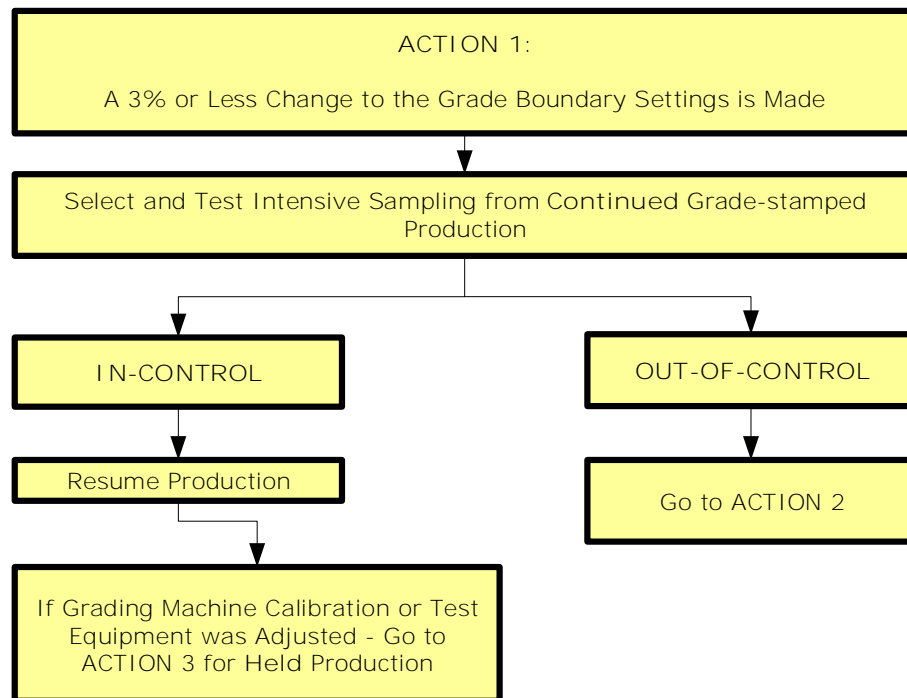 ACTION 1:
A 3% or Less Change to the Grade Boundary Settings is Made
Select and Test Intensive Sampling from Continued Grade-stamped
Production
IN-CONTROL
OUT-OF-CONTROL
Resume Production
Go to ACTION 2
If Grading Machine Calibration or Test
Equipment was Adjusted - Go to
ACTION 3 for Held Production